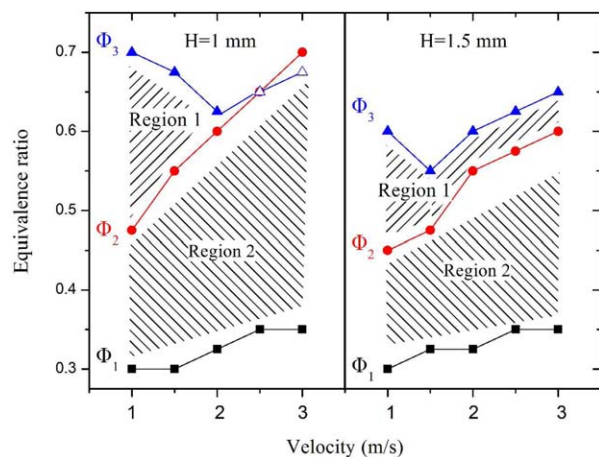 H=1 mm
H=1.5 mm
Equivalence ratio
0.7
0.6
0.5
0.4
0.3
Φ3
Φ2
Φ1
Region 1
Region 2
Φ3
Φ2
Φ1
Region 1
Region 2
1 2 3 1 2 3
Velocity (m/s)